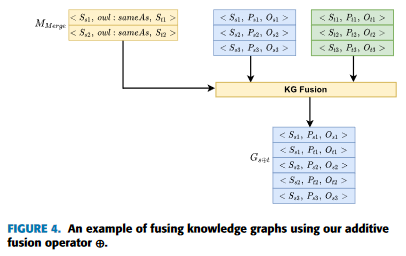 M_Merge
< S_s1, owl : sameAs, S_t1 >
< S_s2, owl : sameAs, S_t2 >
< S_s1, P_s1, O_s1 >
< S_s2, P_s2, O_s2 >
< S_s3, P_s3, O_s3 >
< S_t1, P_t1, O_t1 >
< S_t2, P_t2, O_t2 >
< S_t3, P_t3, O_t3 >
KG Fusion
G_s⊕t
< S_s1, P_s1, O_s1 >
< S_s1, P_t1, O_t1 >
< S_s2, P_s2, O_s2 >
< S_s2, P_t2, O_t2 >
< S_s3, P_s3, O_s3 >
FIGURE 4. An example of fusing knowledge graphs using our additive
fusion operator ⊕.